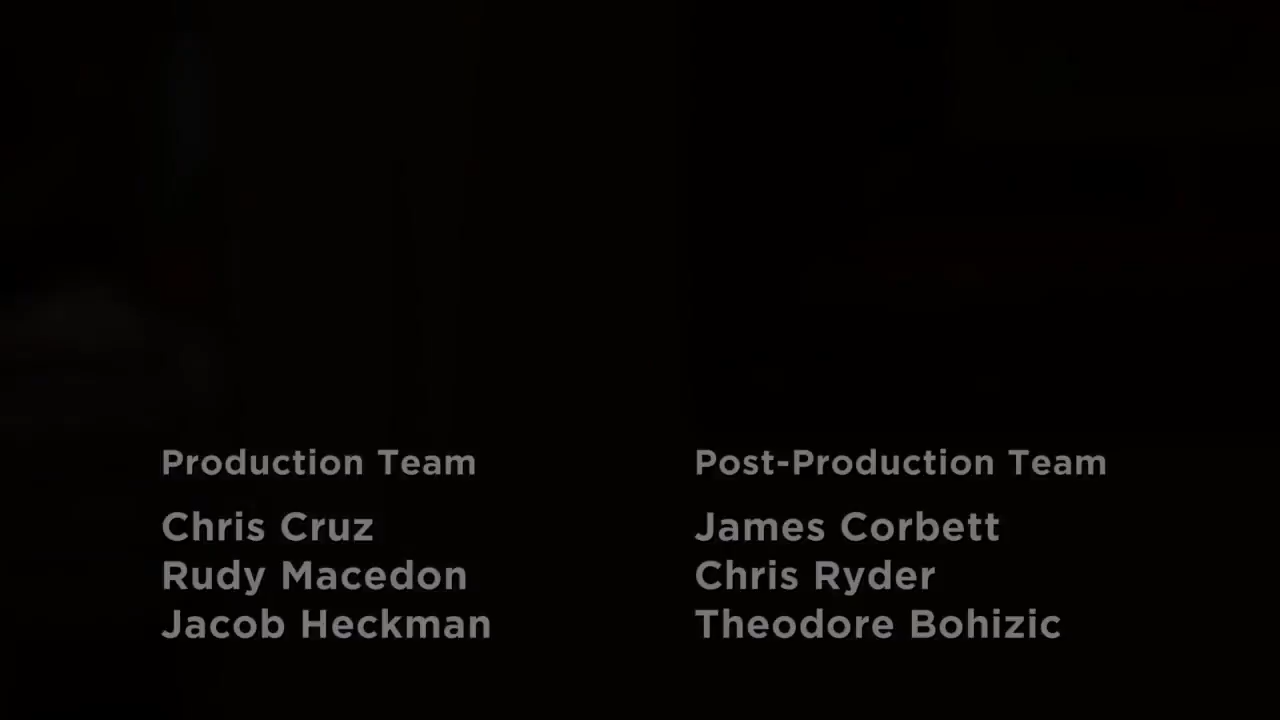 Production Team
Chris Cruz
Rudy Macedon
Jacob Heckman
Post-Production Team
James Corbett
Chris Ryder
Theodore Bohizic